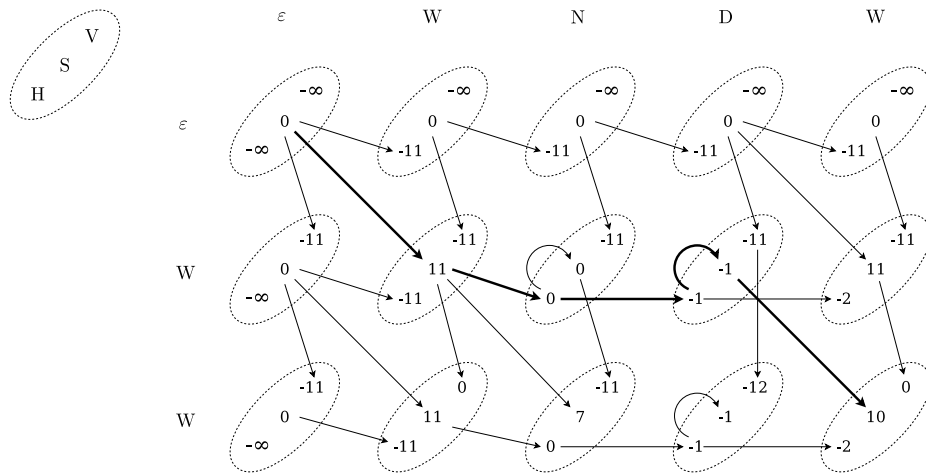 ε W N D W
V
S
H
-∞ -∞ -∞ -∞ -∞
ε 0 0 0 0 0
-∞ -11 -11 -11 -11
-11 -11 -11 -11 -11
W 0 11 0 -1 11
-∞ -11 0 -1 -2
-11 0 -11 -12 0
W 0 11 7 -1 10
-∞ -11 0 -1 -2